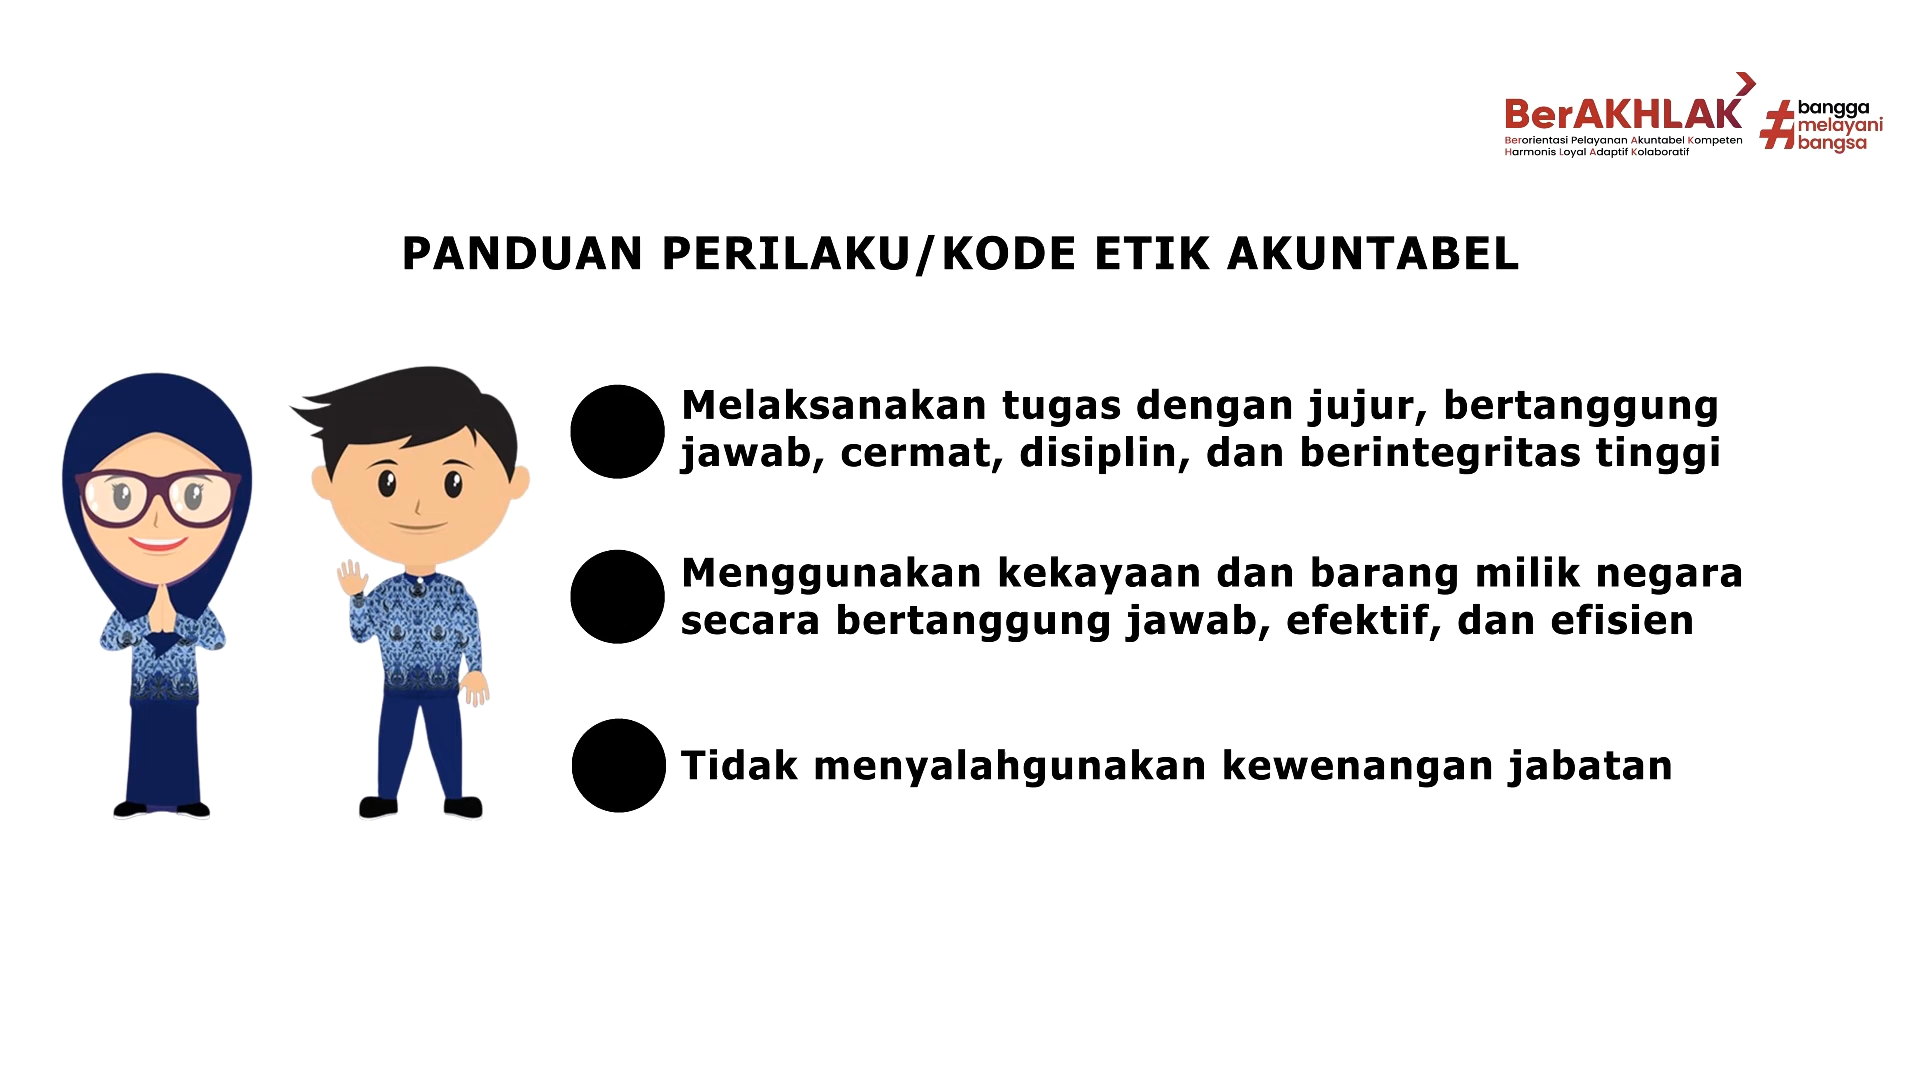 BerAKHLAK
Berorientasi Pelayanan Akuntabel Kompeten
Harmonis Loyal Adaptif Kolaboratif
#bangga
melayani
bangsa
PANDUAN PERILAKU/KODE ETIK AKUNTABEL
Melaksanakan tugas dengan jujur, bertanggung
jawab, cermat, disiplin, dan berintegritas tinggi
Menggunakan kekayaan dan barang milik negara
secara bertanggung jawab, efektif, dan efisien
Tidak menyalahgunakan kewenangan jabatan